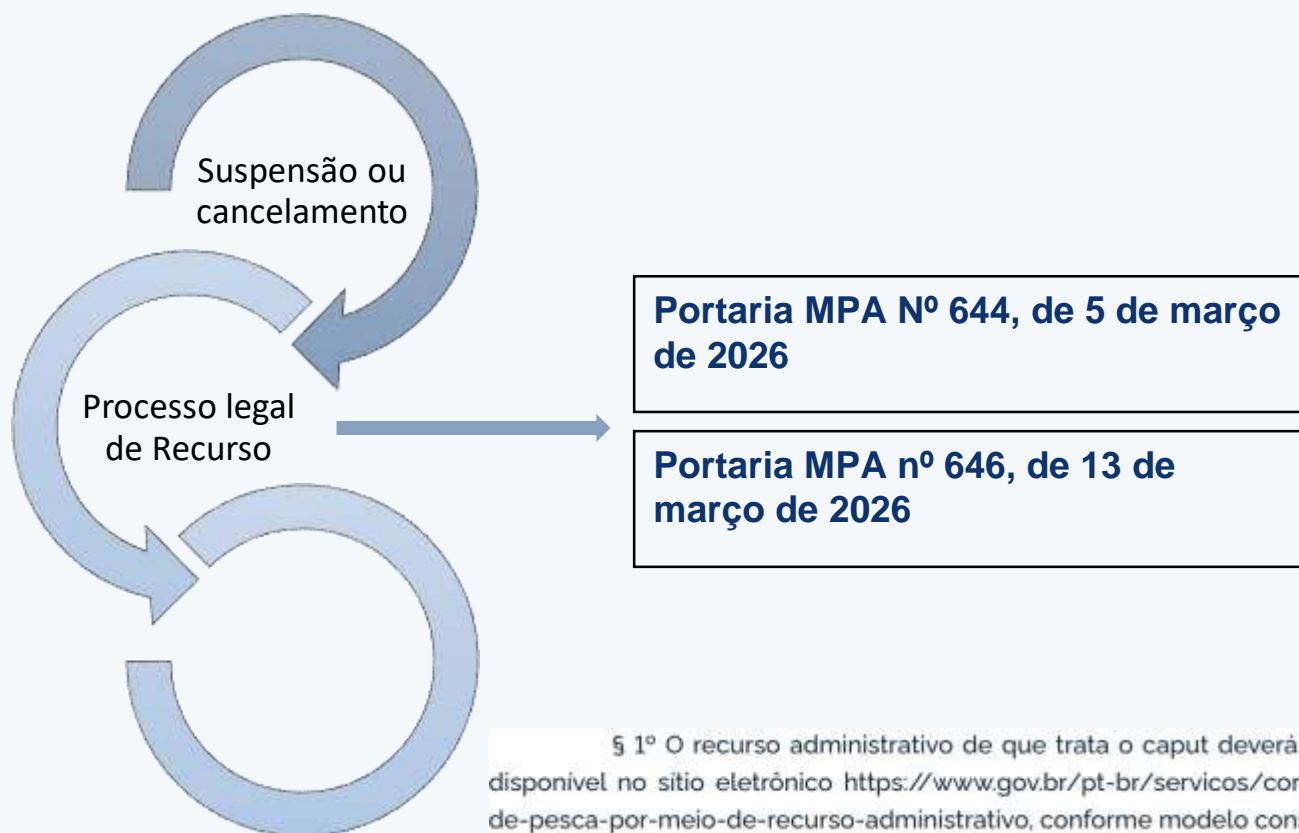 Suspensão ou
cancelamento
Processo legal
de Recurso
Portaria MPA Nº 644, de 5 de março
de 2026
Portaria MPA nº 646, de 13 de
março de 2026
§ 1º O recurso administrativo de que trata o caput deverá
disponível no sítio eletrônico https://www.gov.br/pt-br/servicos/cor
de-pesca-por-meio-de-recurso-administrativo, conforme modelo con